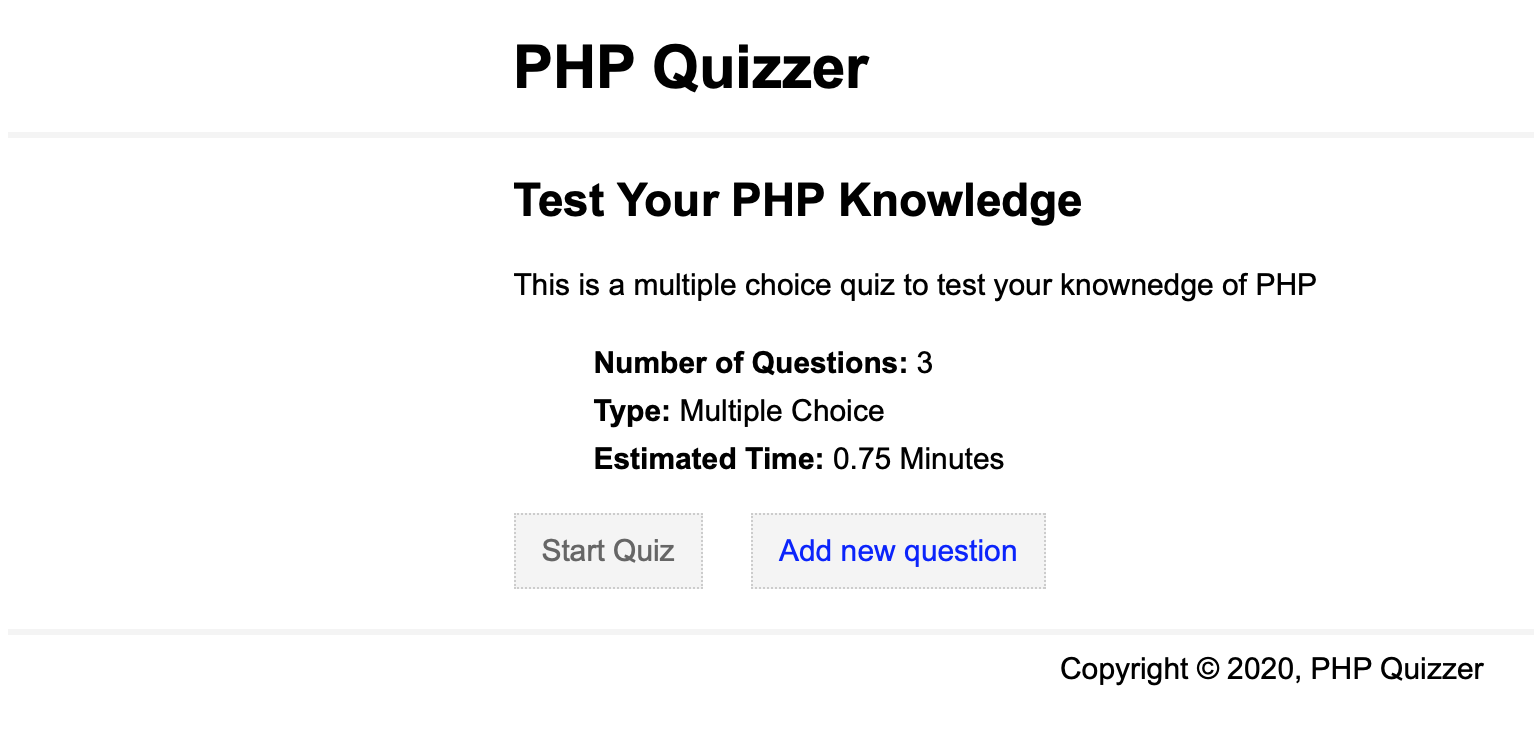 PHP Quizzer
Test Your PHP Knowledge
This is a multiple choice quiz to test your knownedge of PHP
Number of Questions: 3
Type: Multiple Choice
Estimated Time: 0.75 Minutes
Start Quiz
Add new question
Copyright © 2020, PHP Quizzer